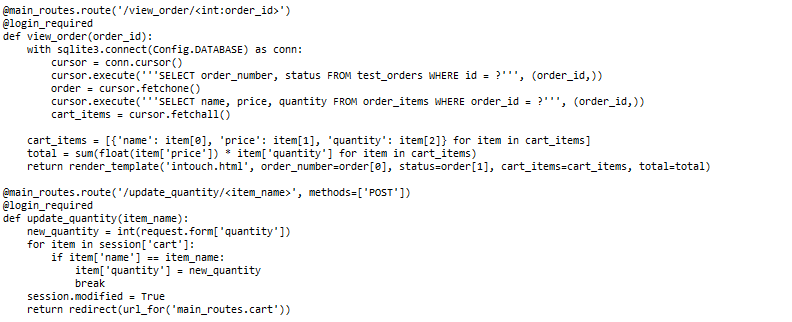 @main_routes.route('/view_order/<int:order_id>')
@login_required
def view_order(order_id):
    with sqlite3.connect(Config.DATABASE) as conn:
        cursor = conn.cursor()
        cursor.execute('''SELECT order_number, status FROM test_orders WHERE id = ?''', (order_id,))
        order = cursor.fetchone()
        cursor.execute('''SELECT name, price, quantity FROM order_items WHERE order_id = ?''', (order_id,))
        cart_items = cursor.fetchall()

    cart_items = [{'name': item[0], 'price': item[1], 'quantity': item[2]} for item in cart_items]
    total = sum(float(item['price']) * item['quantity'] for item in cart_items)
    return render_template('intouch.html', order_number=order[0], status=order[1], cart_items=cart_items, total=total)

@main_routes.route('/update_quantity/<item_name>', methods=['POST'])
@login_required
def update_quantity(item_name):
    new_quantity = int(request.form['quantity'])
    for item in session['cart']:
        if item['name'] == item_name:
            item['quantity'] = new_quantity
            break
    session.modified = True
    return redirect(url_for('main_routes.cart'))